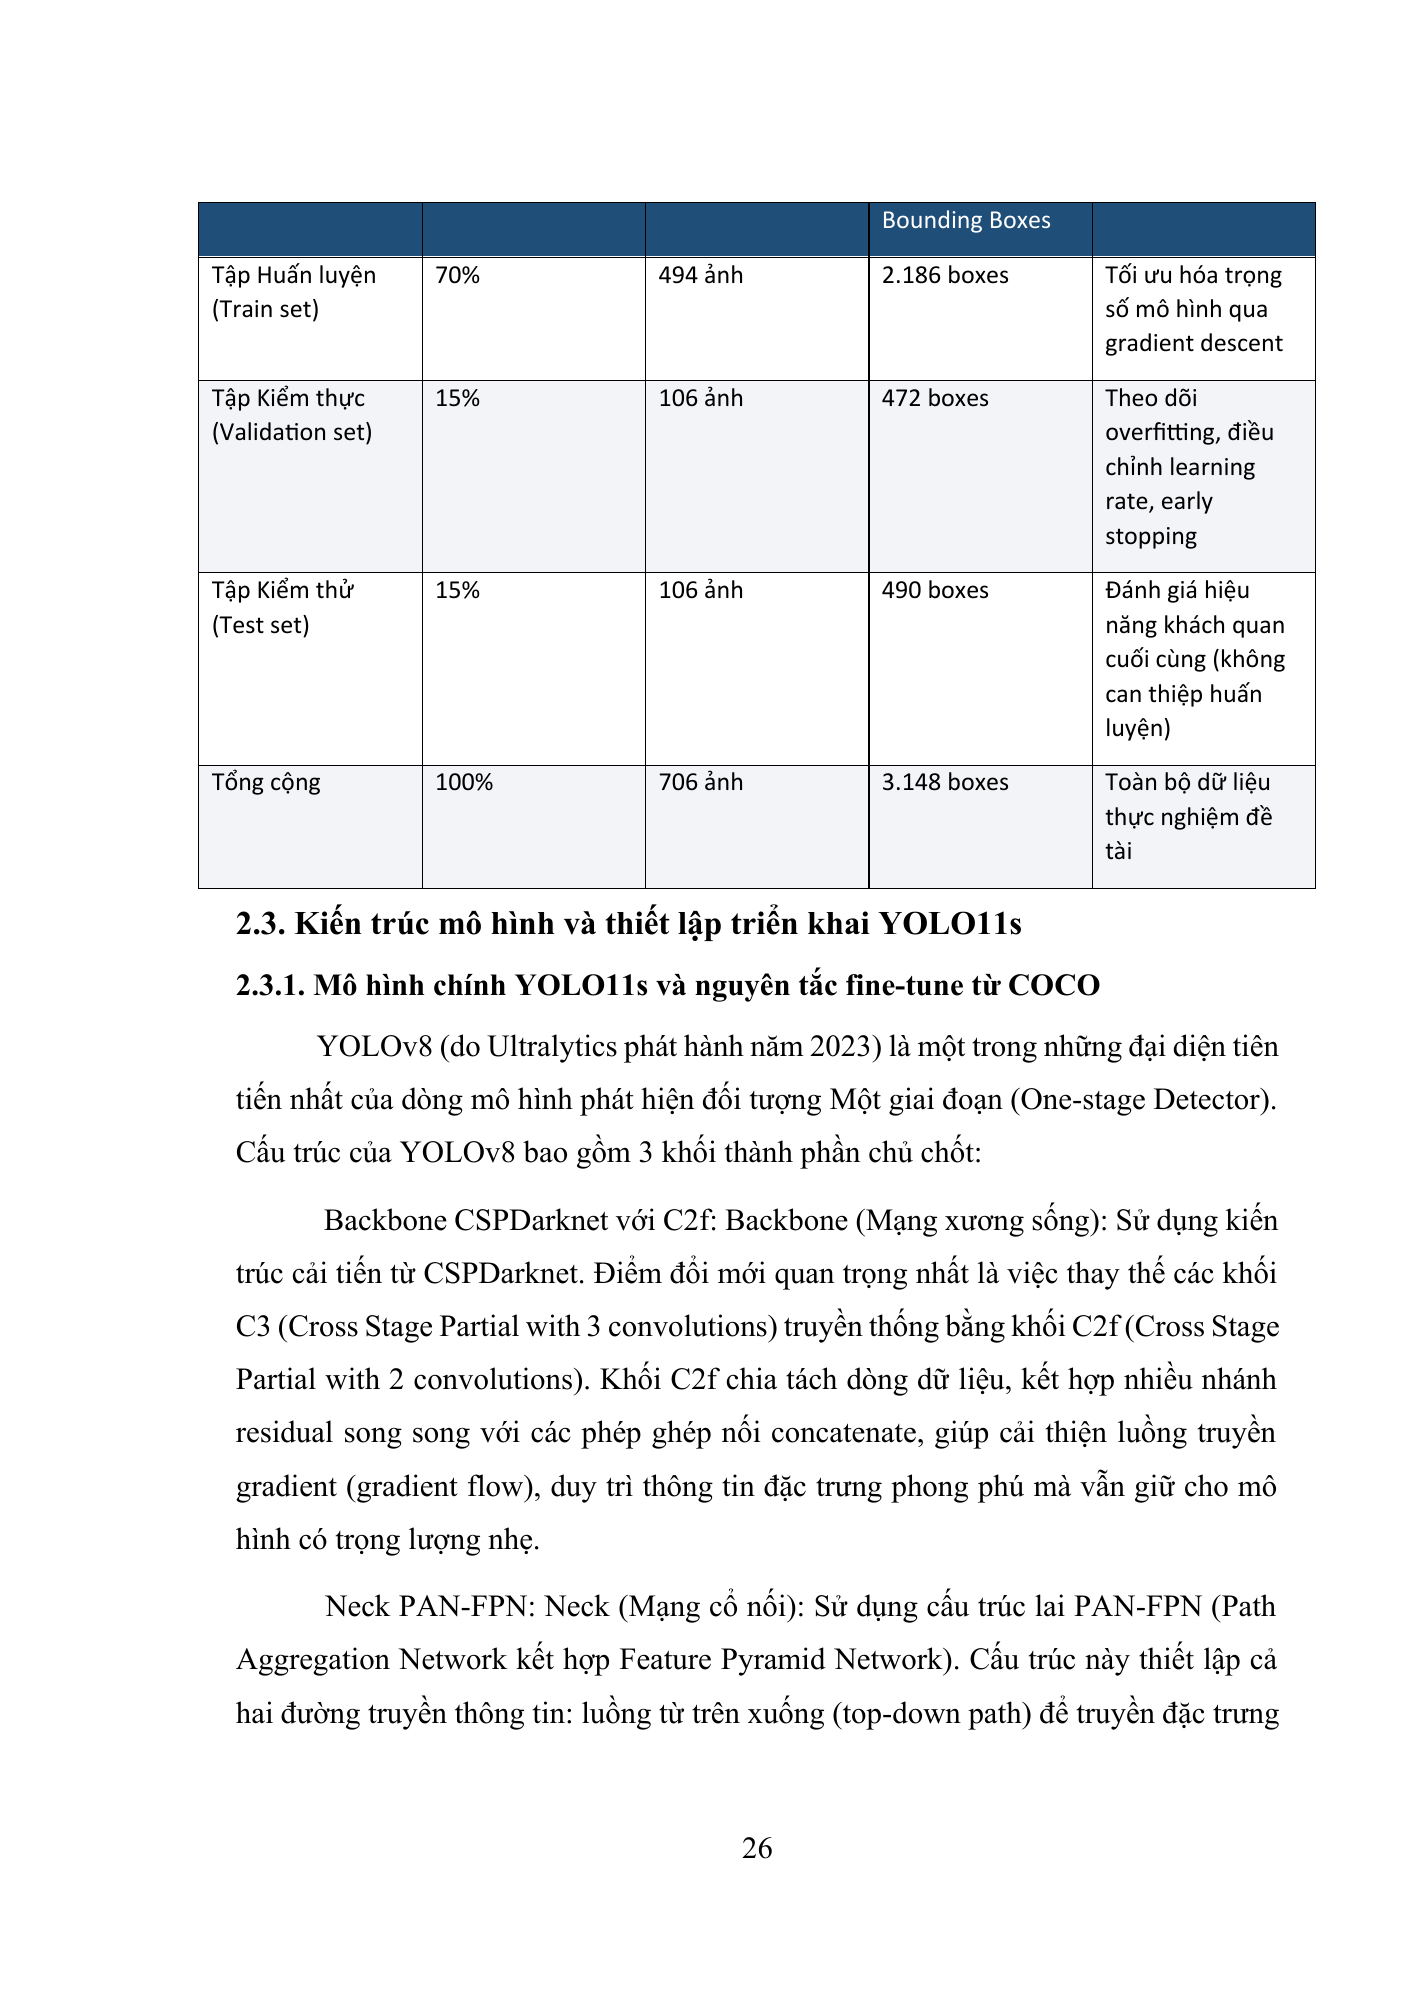 Bounding Boxes
Tập Huấn luyện
(Train set)
70%
494 ảnh
2.186 boxes
Tối ưu hóa trọng
số mô hình qua
gradient descent
Tập Kiểm thực
(Validation set)
15%
106 ảnh
472 boxes
Theo dõi
overfitting, điều
chỉnh learning
rate, early
stopping
Tập Kiểm thử
(Test set)
15%
106 ảnh
490 boxes
Đánh giá hiệu
năng khách quan
cuối cùng (không
can thiệp huấn
luyện)
Tổng cộng
100%
706 ảnh
3.148 boxes
Toàn bộ dữ liệu
thực nghiệm đề
tài
2.3. Kiến trúc mô hình và thiết lập triển khai YOLO11s
2.3.1. Mô hình chính YOLO11s và nguyên tắc fine-tune từ COCO
YOLOv8 (do Ultralytics phát hành năm 2023) là một trong những đại diện tiên
tiến nhất của dòng mô hình phát hiện đối tượng Một giai đoạn (One-stage Detector).
Cấu trúc của YOLOv8 bao gồm 3 khối thành phần chủ chốt:
Backbone CSPDarknet với C2f: Backbone (Mạng xương sống): Sử dụng kiến
trúc cải tiến từ CSPDarknet. Điểm đổi mới quan trọng nhất là việc thay thế các khối
C3 (Cross Stage Partial with 3 convolutions) truyền thống bằng khối C2f (Cross Stage
Partial with 2 convolutions). Khối C2f chia tách dòng dữ liệu, kết hợp nhiều nhánh
residual song song với các phép ghép nối concatenate, giúp cải thiện luồng truyền
gradient (gradient flow), duy trì thông tin đặc trưng phong phú mà vẫn giữ cho mô
hình có trọng lượng nhẹ.
Neck PAN-FPN: Neck (Mạng cổ nối): Sử dụng cấu trúc lai PAN-FPN (Path
Aggregation Network kết hợp Feature Pyramid Network). Cấu trúc này thiết lập cả
hai đường truyền thông tin: luồng từ trên xuống (top-down path) để truyền đặc trưng
26